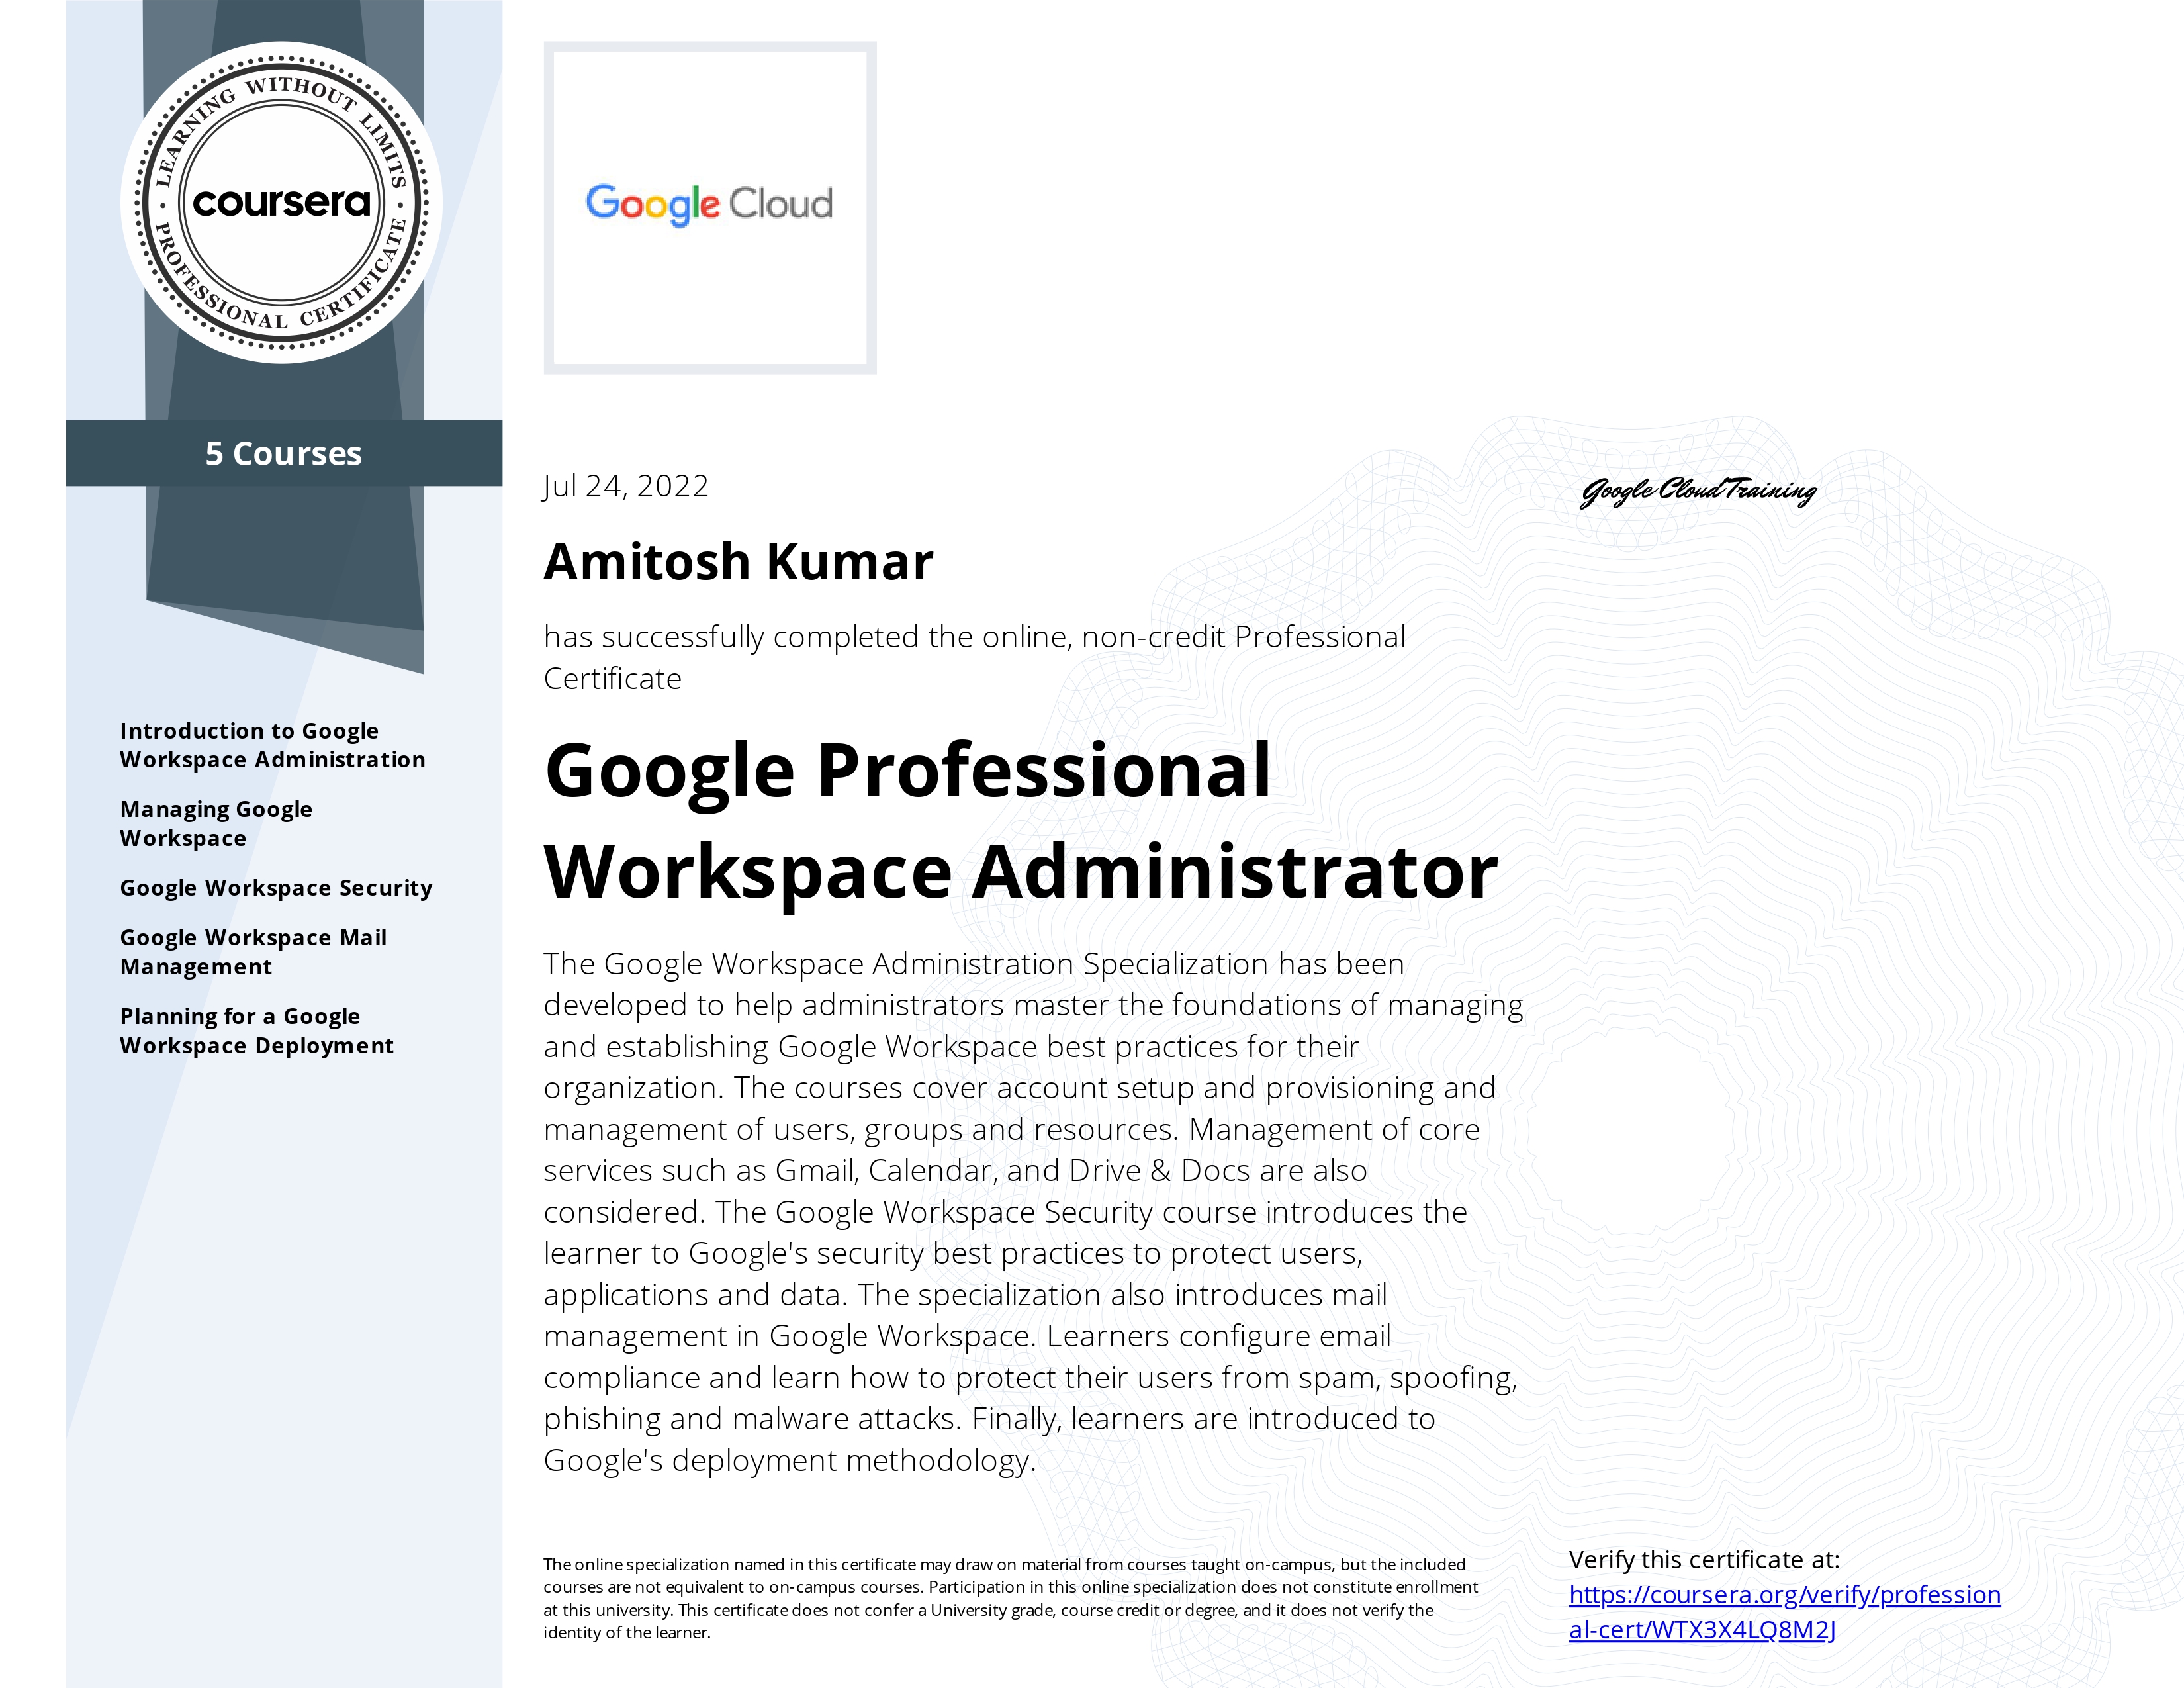 LEARNING WITHOUT LIMITS
coursera
PROFESSIONAL CERTIFICATE
5 Courses
Introduction to Google
Workspace Administration
Managing Google
Workspace
Google Workspace Security
Google Workspace Mail
Management
Planning for a Google
Workspace Deployment
Google Cloud
Jul 24, 2022
Google Cloud Training
Amitosh Kumar
has successfully completed the online, non-credit Professional
Certificate
Google Professional
Workspace Administrator
The Google Workspace Administration Specialization has been
developed to help administrators master the foundations of managing
and establishing Google Workspace best practices for their
organization. The courses cover account setup and provisioning and
management of users, groups and resources. Management of core
services such as Gmail, Calendar, and Drive & Docs are also
considered. The Google Workspace Security course introduces the
learner to Google's security best practices to protect users,
applications and data. The specialization also introduces mail
management in Google Workspace. Learners configure email
compliance and learn how to protect their users from spam, spoofing,
phishing and malware attacks. Finally, learners are introduced to
Google's deployment methodology.
The online specialization named in this certificate may draw on material from courses taught on-campus, but the included
courses are not equivalent to on-campus courses. Participation in this online specialization does not constitute enrollment
at this university. This certificate does not confer a University grade, course credit or degree, and it does not verify the
identity of the learner.
Verify this certificate at:
https://coursera.org/verify/profession
al-cert/WTX3X4LQ8M2J